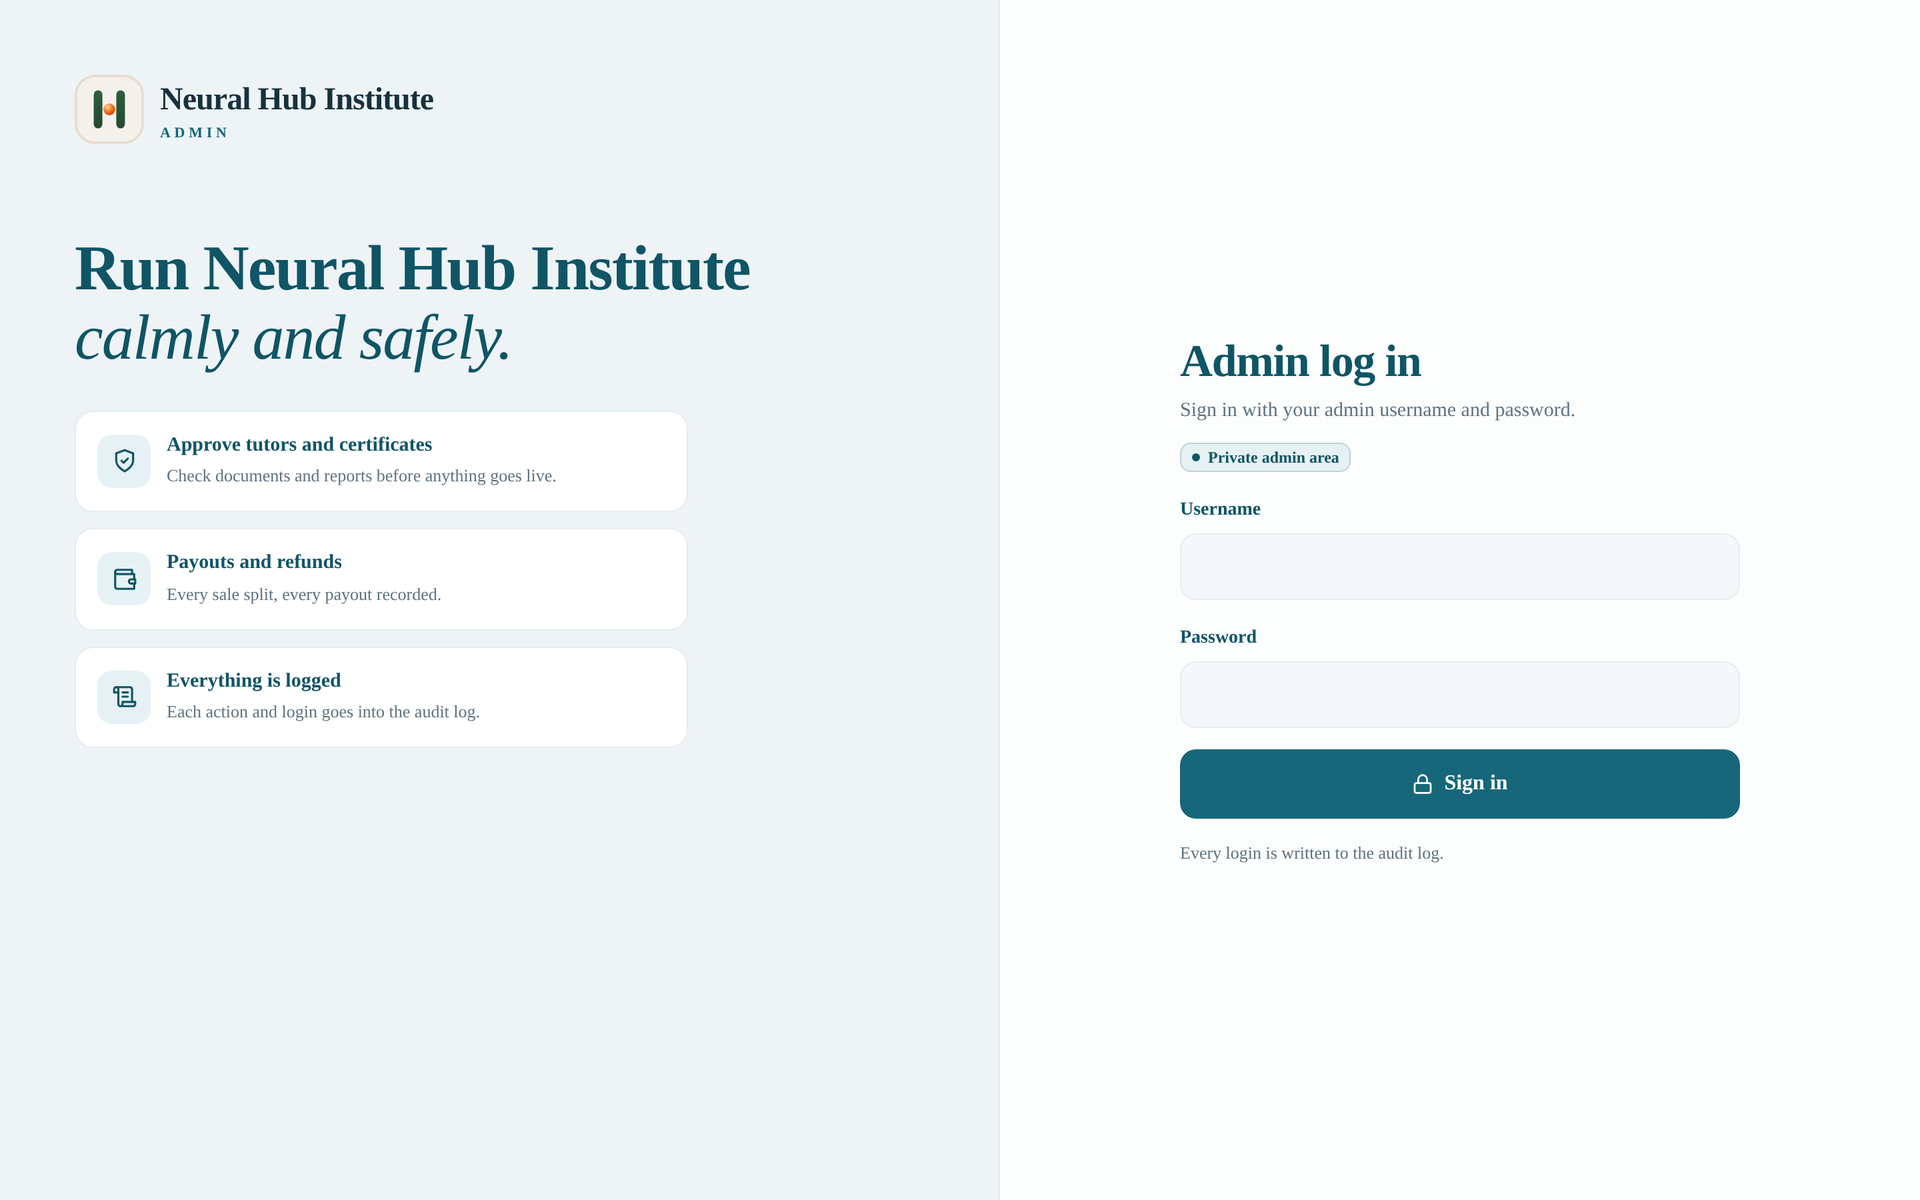 Neural Hub Institute
ADMIN
Run Neural Hub Institute
calmly and safely.
Approve tutors and certificates
Check documents and reports before anything goes live.
Payouts and refunds
Every sale split, every payout recorded.
Everything is logged
Each action and login goes into the audit log.
Admin log in
Sign in with your admin username and password.
Private admin area
Username
Password
Sign in
Every login is written to the audit log.